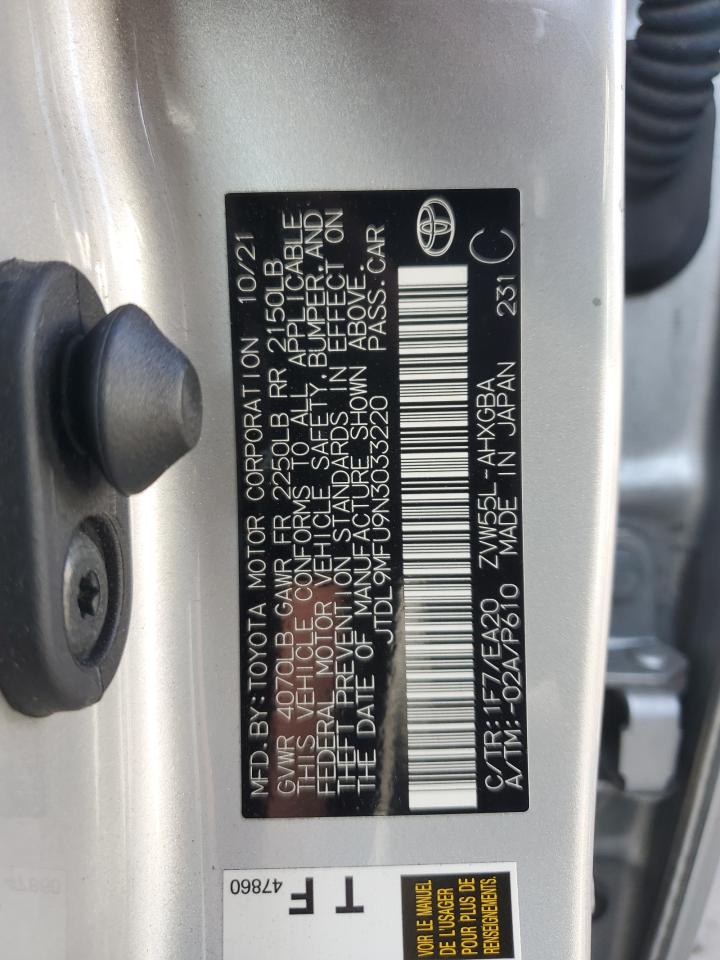 MFD.BY:TOYOTA MOTOR CORPORATION 10/21
GVWR 4070LB GAWR FR 2250LB RR 2150LB
THIS VEHICLE CONFORMS TO ALL APPLICABLE
FEDERAL MOTOR VEHICLE SAFETY,BUMPER,AND
THEFT PREVENTION STANDARDS IN EFFECT ON
THE DATE OF MANUFACTURE SHOWN ABOVE.
JTDL9MFU9N3033220 PASS.CAR
C/TR:1F7/EA20 ZVW55L-AHXGBA 231 C
A/TM:-02A/P610 MADE IN JAPAN
47860
T F
VOIR LE MANUEL
DE L'USAGER
POUR PLUS DE
RENSEIGNEMENTS.